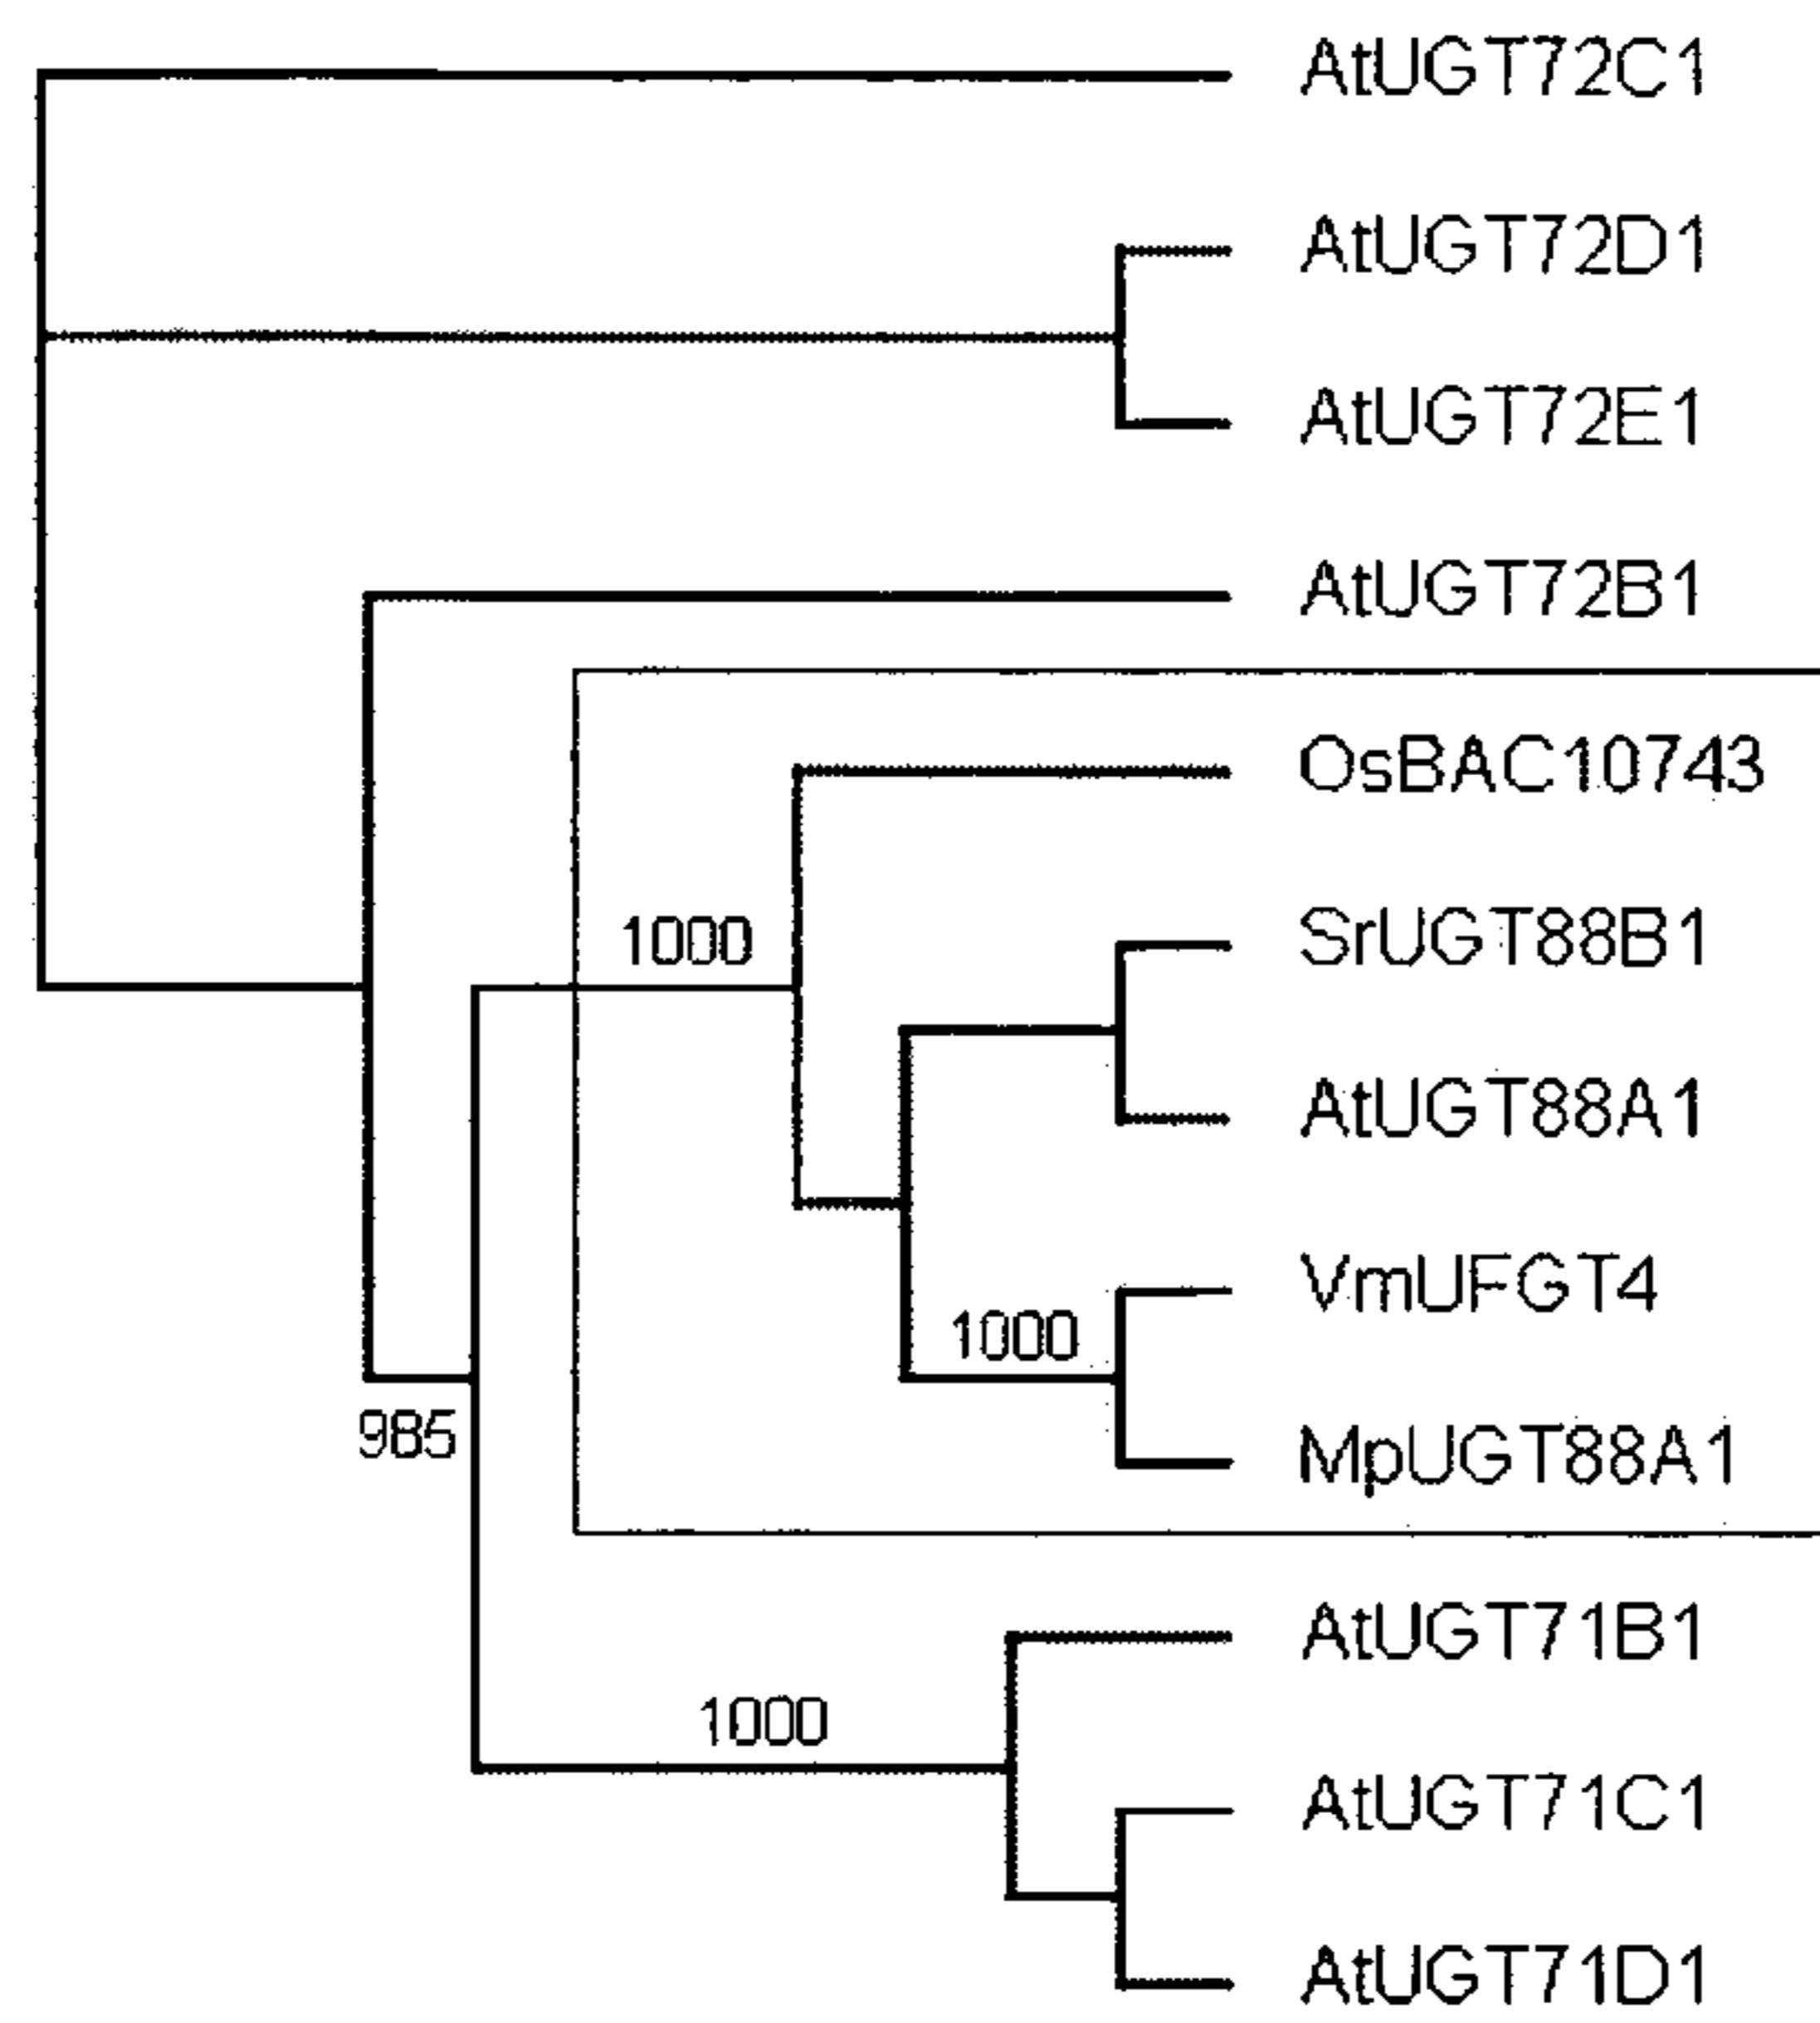 AtUGT72C1
AtUGT72D1
AtUGT72E1
AtUGT72B1
OsBAC10743
1000
SrUGT88B1
AtUGT88A1
VmUFGT4
1000
985
MpUGT88A1
AtUGT71B1
1000
AtUGT71C1
AtUGT71D1